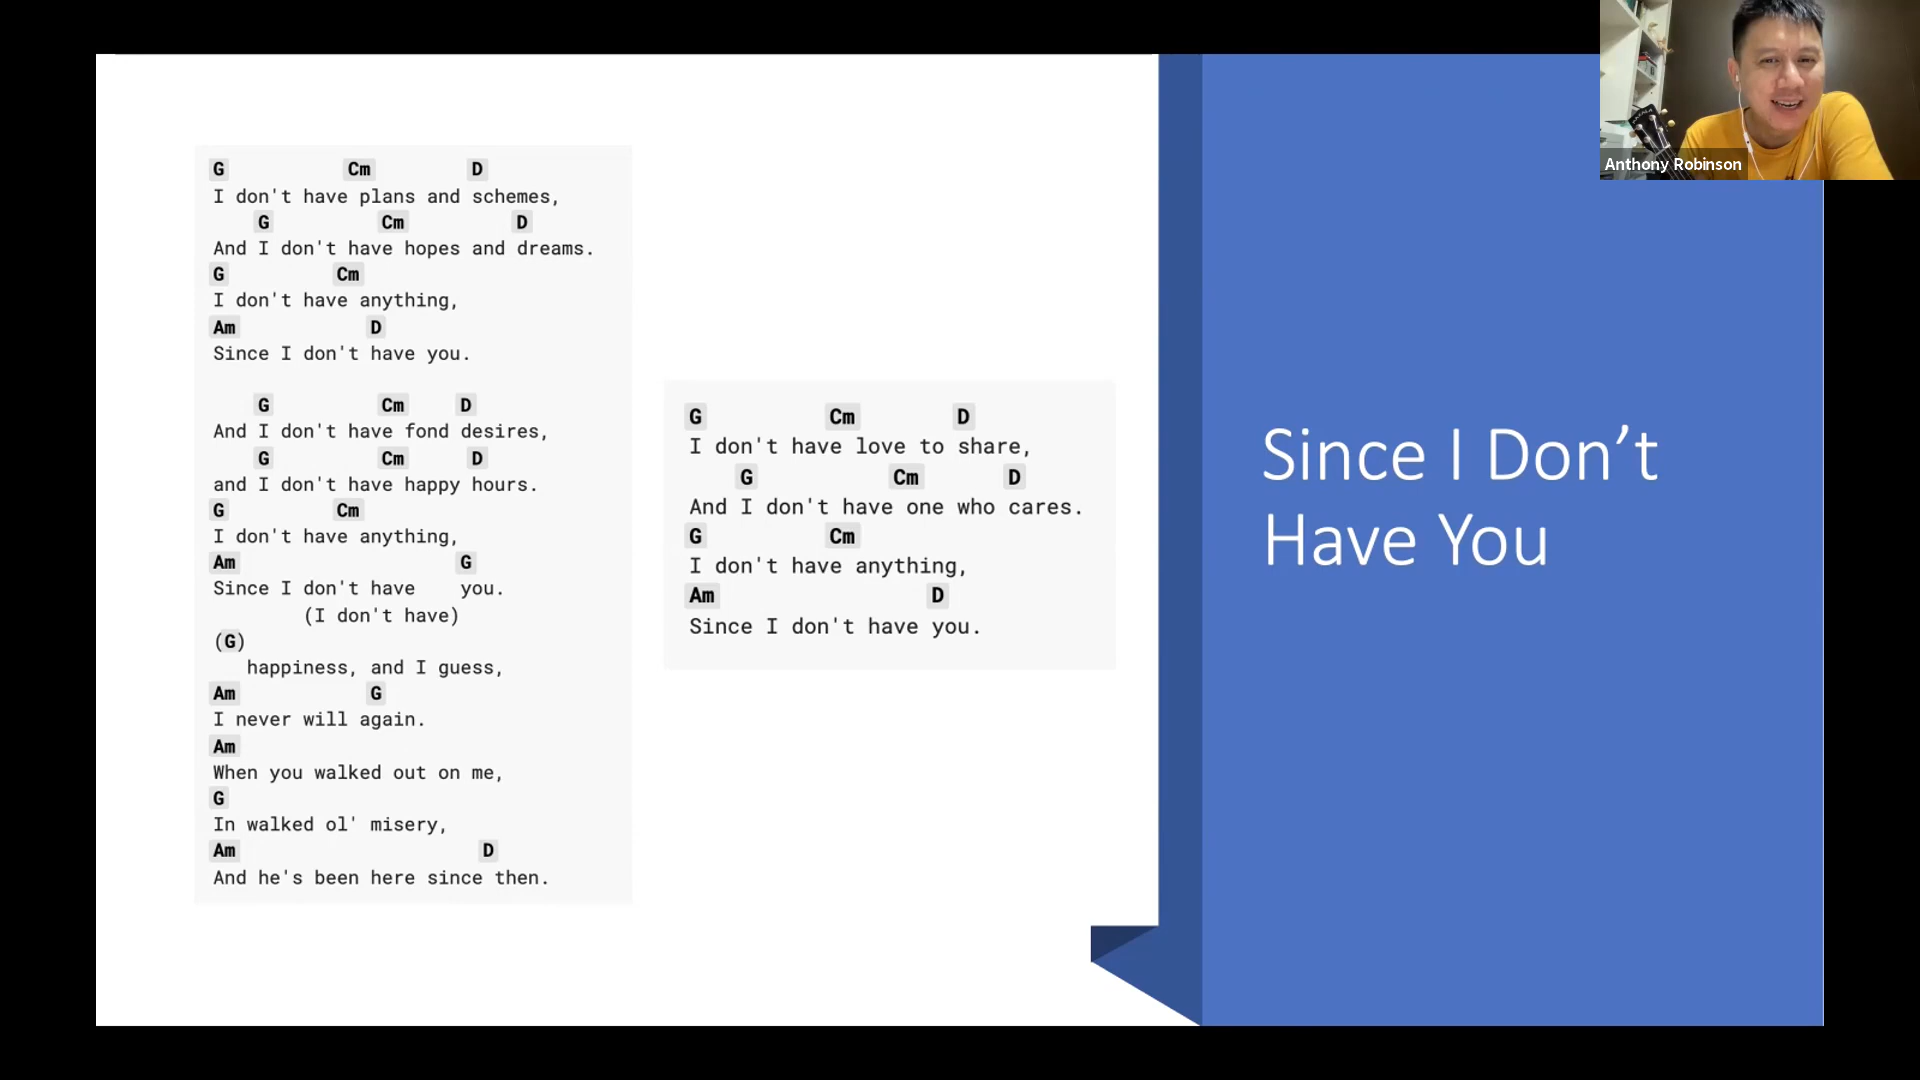 G Cm D
I don't have plans and schemes,
G Cm D
And I don't have hopes and dreams.
G Cm
I don't have anything,
Am D
Since I don't have you.
G Cm D
And I don't have fond desires,
G Cm D
and I don't have happy hours.
G Cm
I don't have anything,
Am G
Since I don't have you.
(I don't have)
(G)
happiness, and I guess,
Am G
I never will again.
Am
When you walked out on me,
G
In walked ol' misery,
Am D
And he's been here since then.
G Cm D
I don't have love to share,
G Cm D
And I don't have one who cares.
G Cm
I don't have anything,
Am D
Since I don't have you.
Since I Don’t
Have You
Anthony Robinson